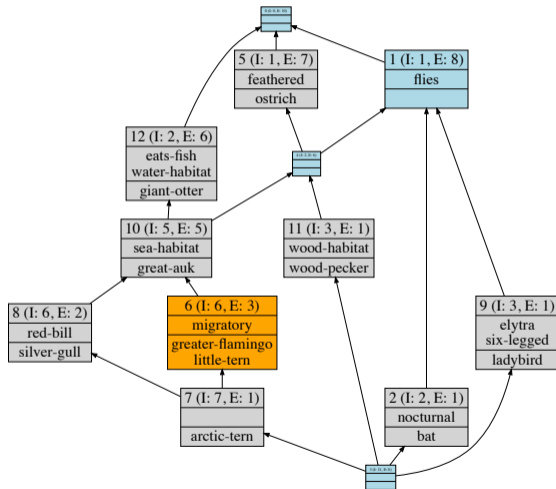 5 (I: 1, E: 7)
feathered
ostrich
1 (I: 1, E: 8)
flies
12 (I: 2, E: 6)
eats-fish
water-habitat
giant-otter
10 (I: 5, E: 5)
sea-habitat
great-auk
11 (I: 3, E: 1)
wood-habitat
wood-pecker
8 (I: 6, E: 2)
red-bill
silver-gull
6 (I: 6, E: 3)
migratory
greater-flamingo
little-tern
9 (I: 3, E: 1)
elytra
six-legged
ladybird
7 (I: 7, E: 1)
arctic-tern
2 (I: 2, E: 1)
nocturnal
bat